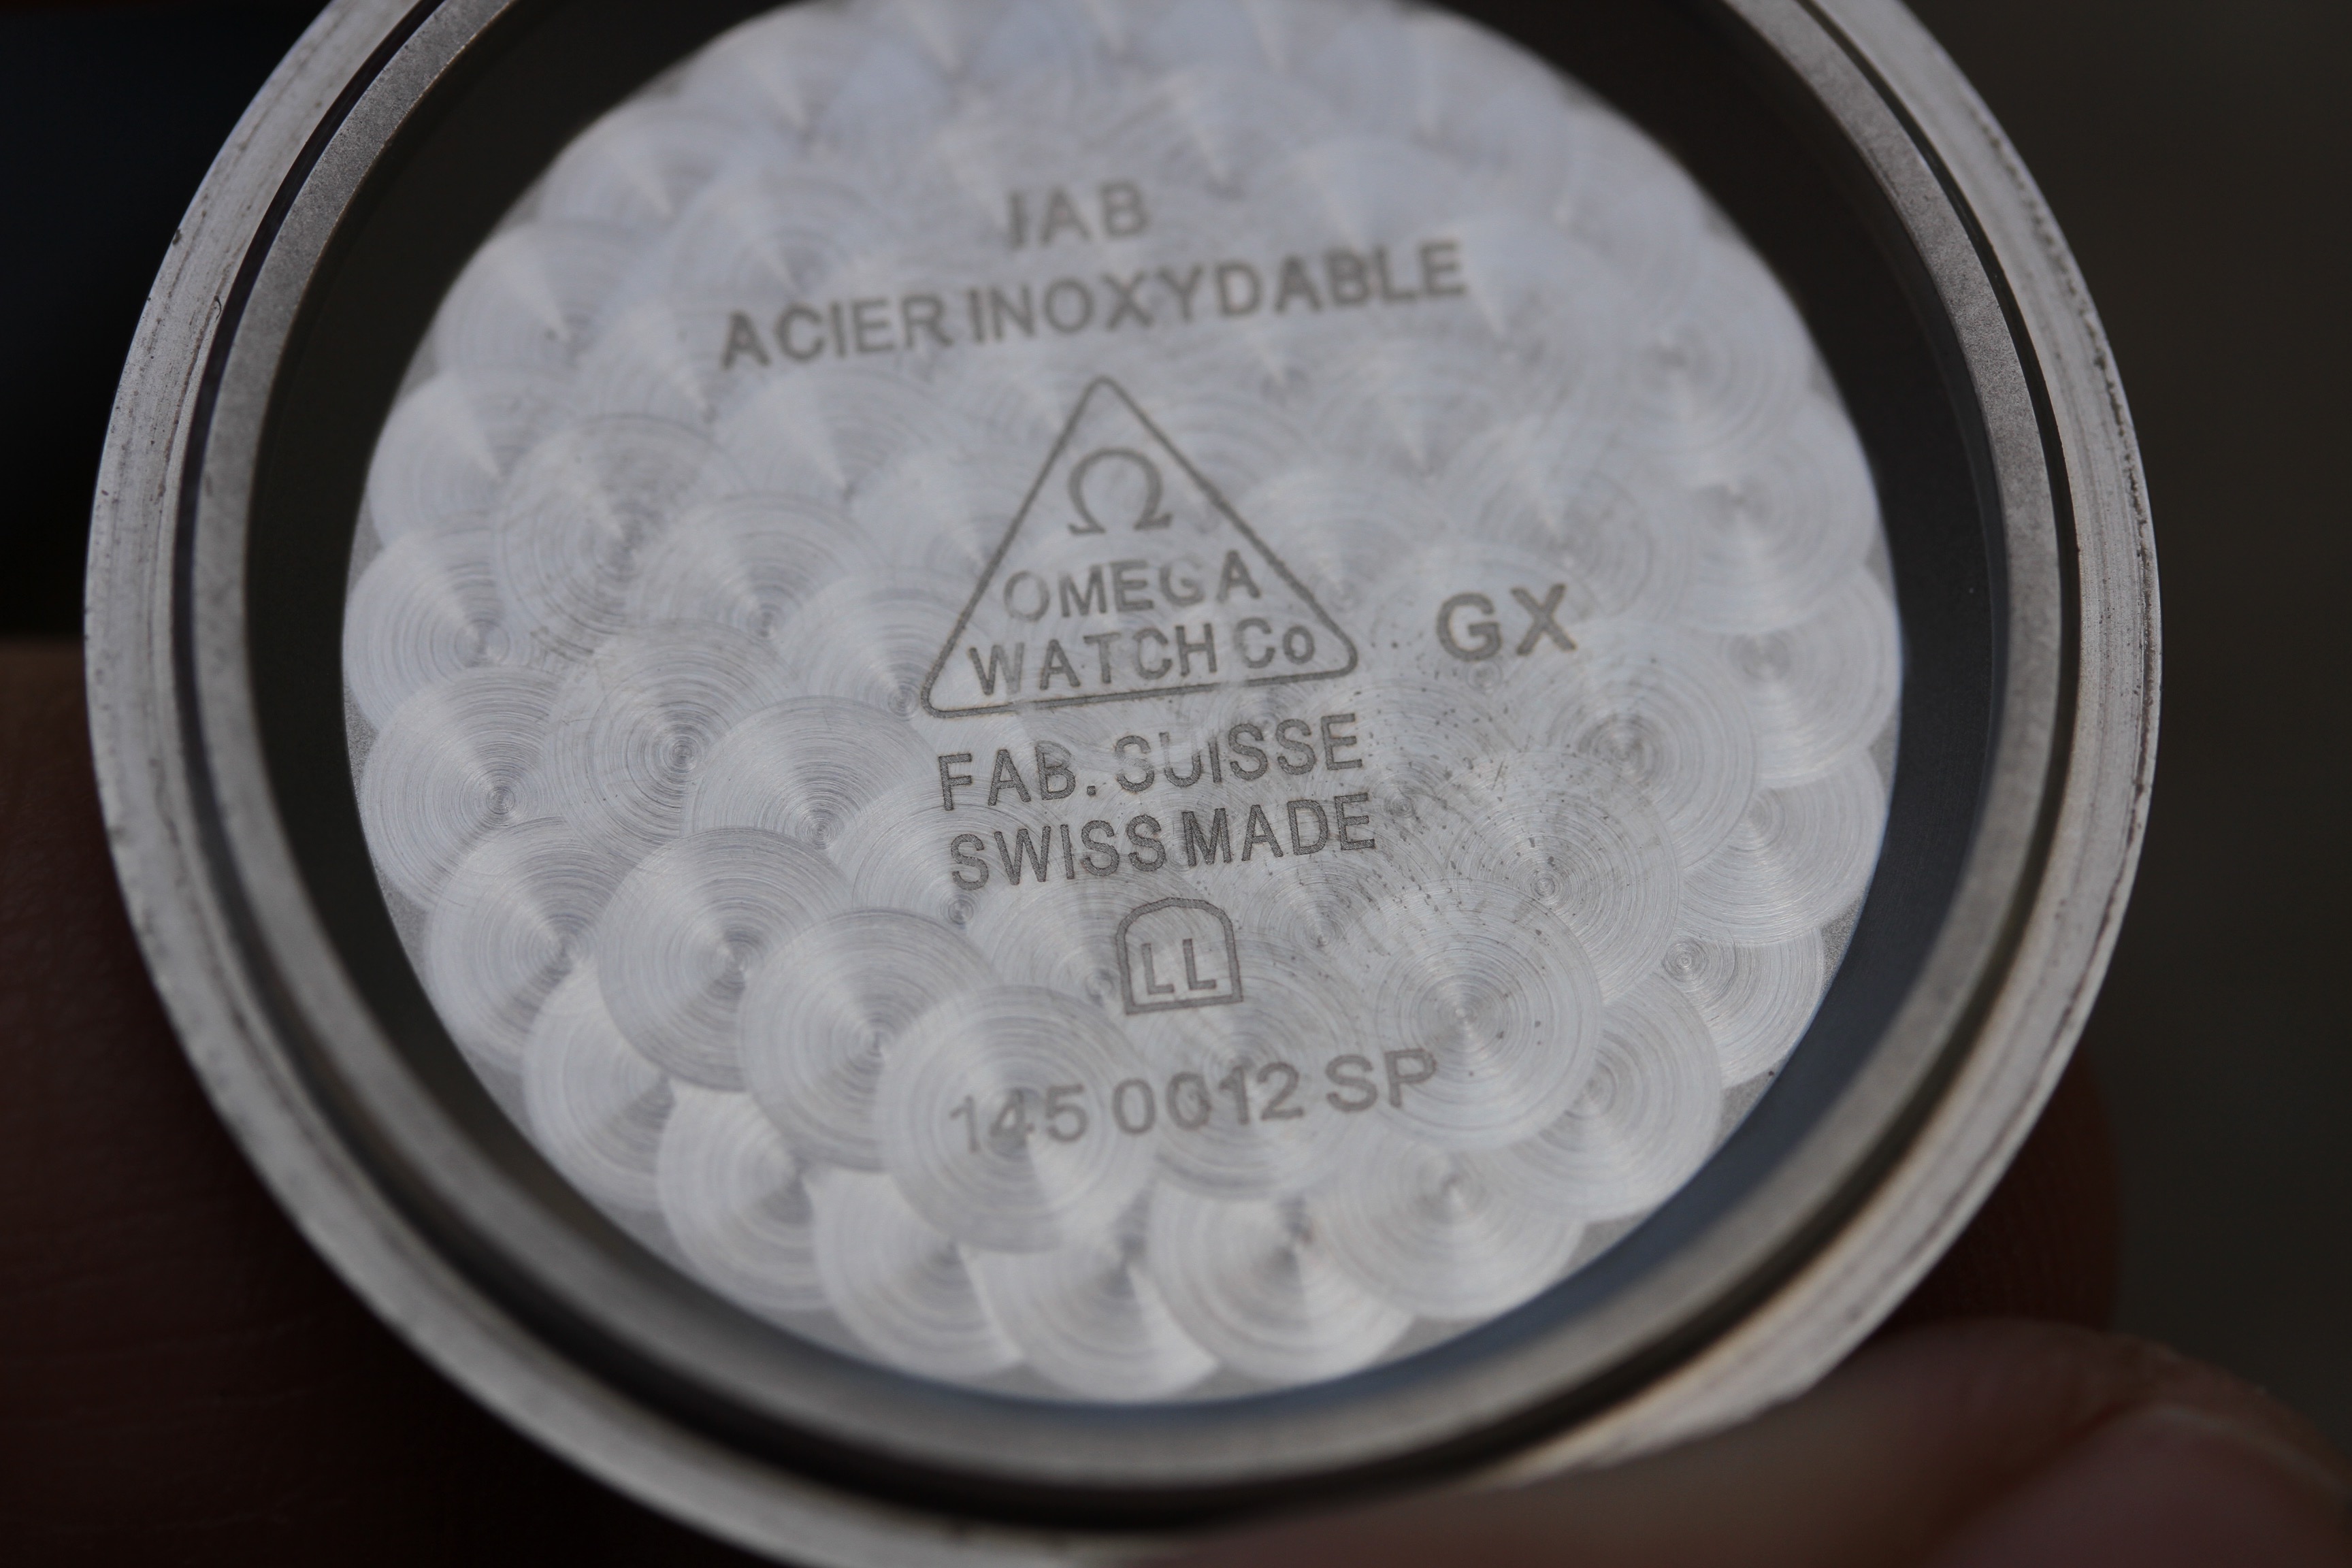 IAB
ACIER INOXYDABLE
Ω
OMEGA
WATCH Co
GX
FAB. SUISSE
SWISS MADE
LL
145 0012 SP